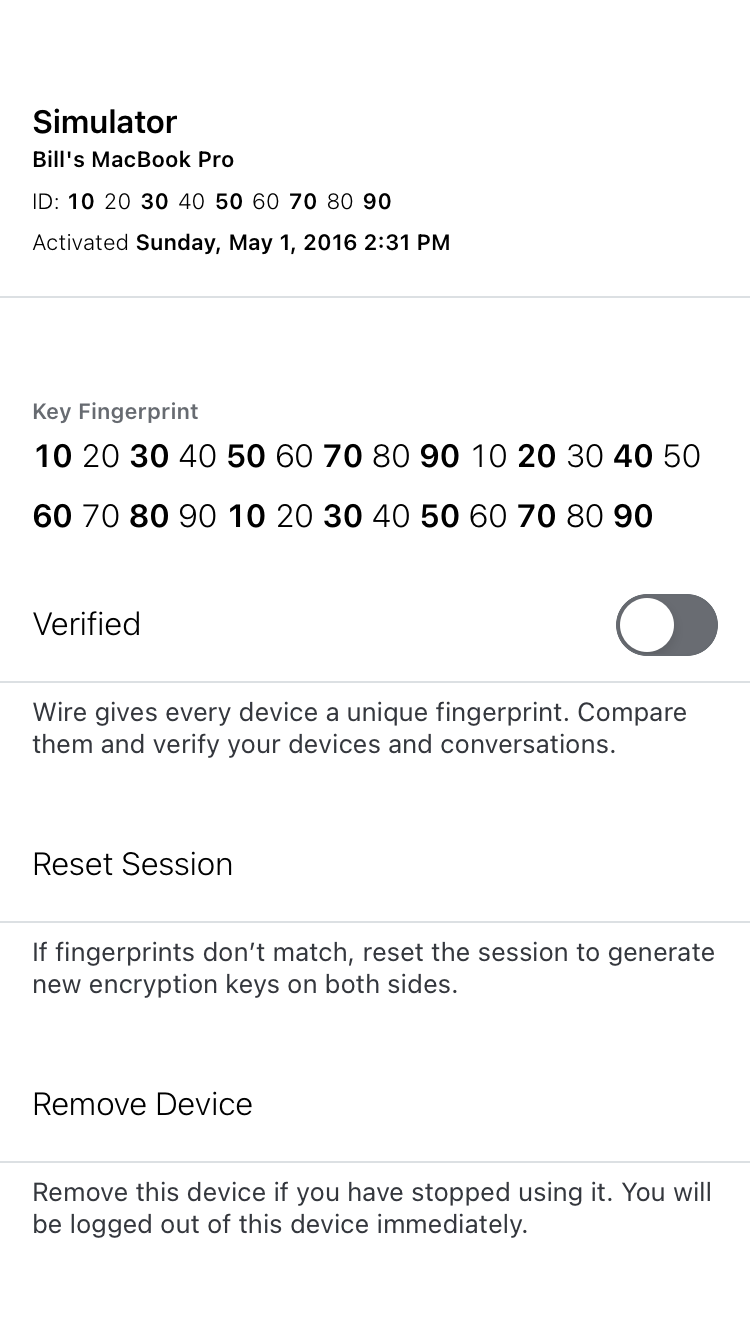 Simulator
Bill's MacBook Pro
ID: 10 20 30 40 50 60 70 80 90
Activated Sunday, May 1, 2016 2:31 PM
Key Fingerprint
10 20 30 40 50 60 70 80 90 10 20 30 40 50
60 70 80 90 10 20 30 40 50 60 70 80 90
Verified
Wire gives every device a unique fingerprint. Compare
them and verify your devices and conversations.
Reset Session
If fingerprints don’t match, reset the session to generate
new encryption keys on both sides.
Remove Device
Remove this device if you have stopped using it. You will
be logged out of this device immediately.